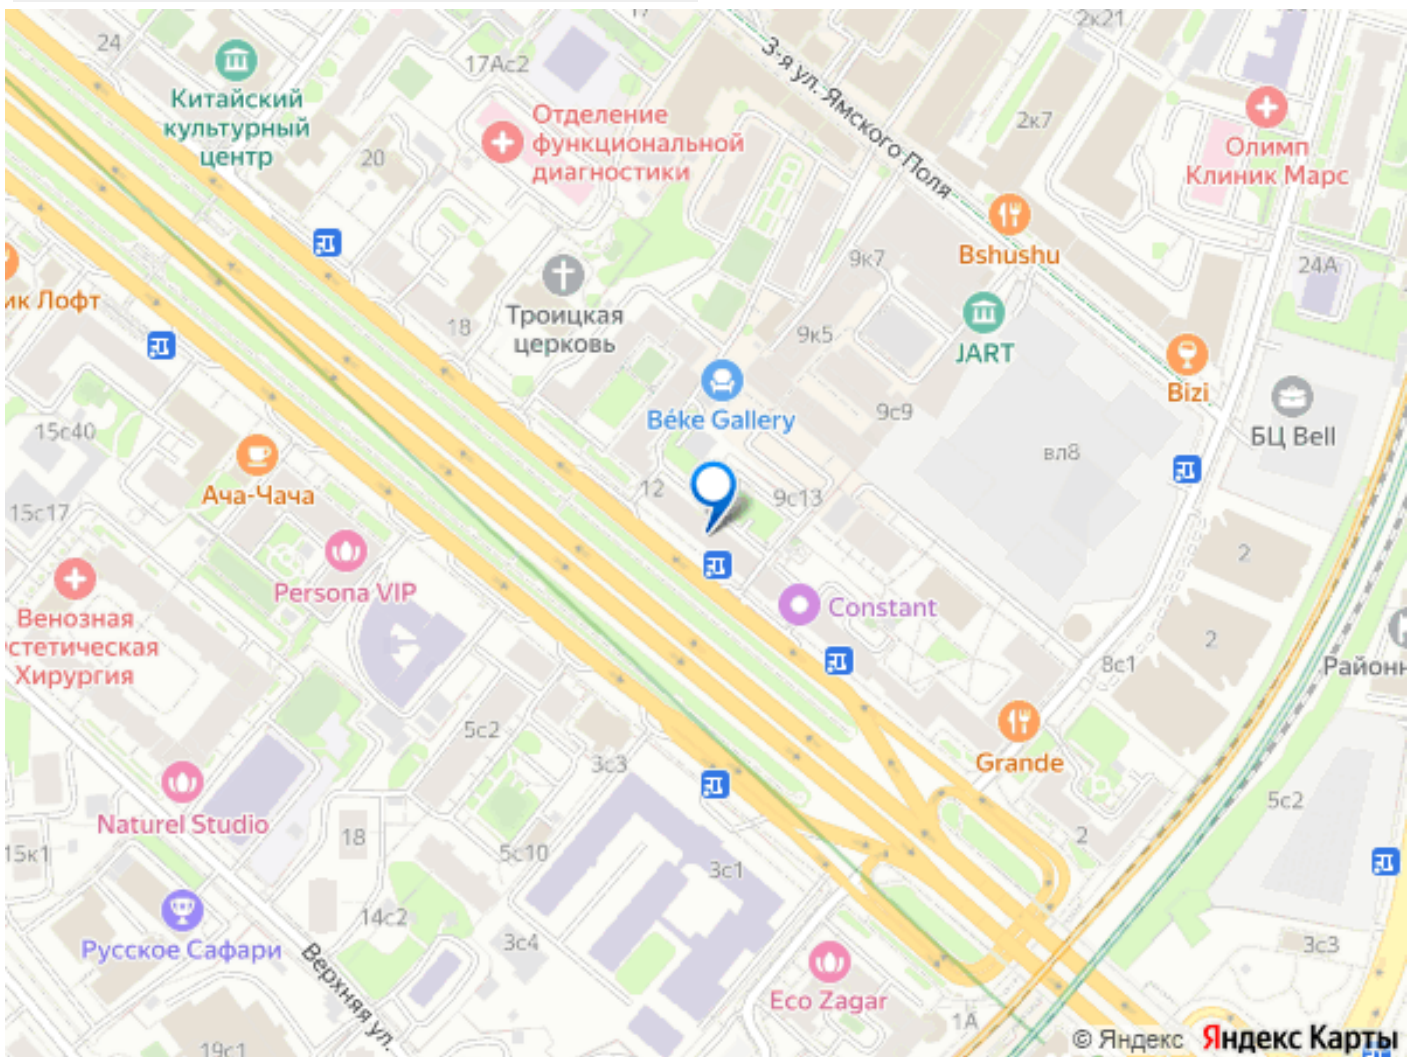 2к21
17
24
17Ас2
3-я ул. Ямского Поля
Китайский
культурный
центр
Отделение
функциональной
диагностики
2к7
20
Олимп
Клиник Марс
Bshushu
9к7
24А
ик Лофт
Троицкая
церковь
18
9к5
JART
Bizi
Béke Gallery
9с9
15с40
БЦ Bell
вл8
Ача-Чача
12
9с13
15с17
2
Persona VIP
Венозная
стетическая
Хирургия
Constant
2
8с1
Районн
5с2
3с3
Grande
5с2
Naturel Studio
18
2
15к1
5с10
3с1
14с2
Русское Сафари
3с4
3с3
Верхняя ул.
Eco Zagar
1А
19с1
© Яндекс Яндекс Карты